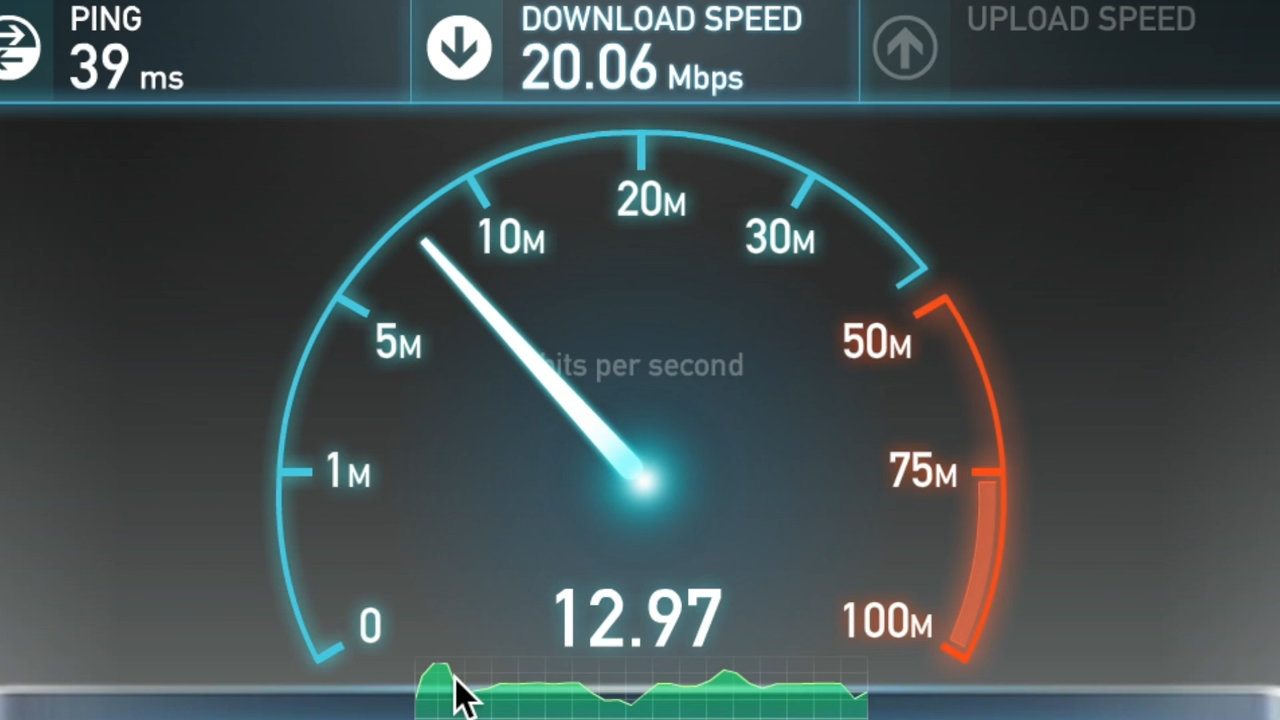 PING
39 ms
DOWNLOAD SPEED
20.06 Mbps
UPLOAD SPEED
20M
10M
30M
5M
50M
bits per second
1M
75M
0
12.97
100M